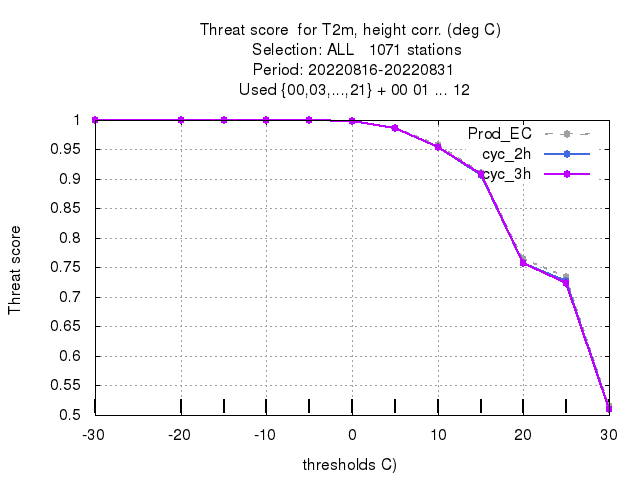 Threat score  for T2m, height corr. (deg C)
Selection: ALL   1071 stations
Period: 20220816-20220831
Used {00,03,...,21} + 00 01 ... 12
Prod_EC
cyc_2h
cyc_3h
Threat score
1
0.95
0.9
0.85
0.8
0.75
0.7
0.65
0.6
0.55
0.5
-30 -20 -10 0 10 20 30
thresholds C)